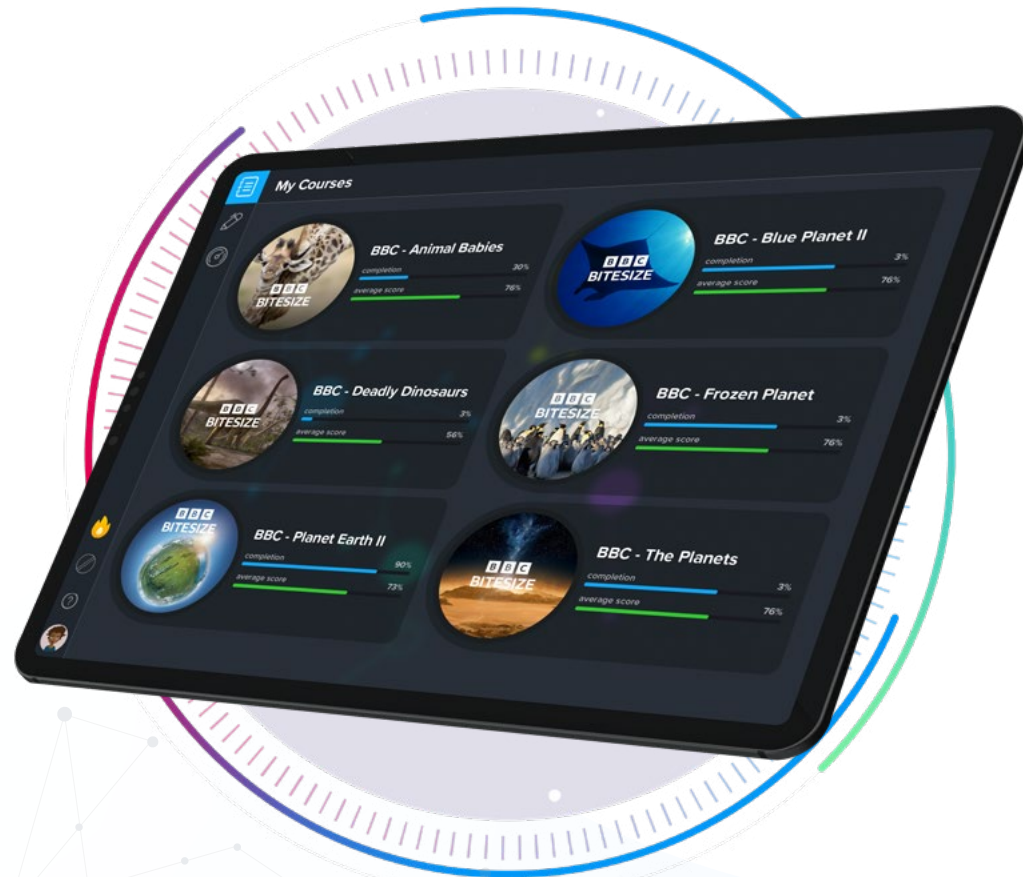 My Courses
BBC
BITESIZE
BBC - Animal Babies
completion 30%
average score 76%
BBC
BITESIZE
BBC - Blue Planet II
completion 3%
average score 76%
BBC
BITESIZE
BBC - Deadly Dinosaurs
completion 3%
average score 56%
BBC
BITESIZE
BBC - Frozen Planet
completion 3%
average score 76%
BBC
BITESIZE
BBC - Planet Earth II
completion 90%
average score 73%
BBC
BITESIZE
BBC - The Planets
completion 3%
average score 76%
?